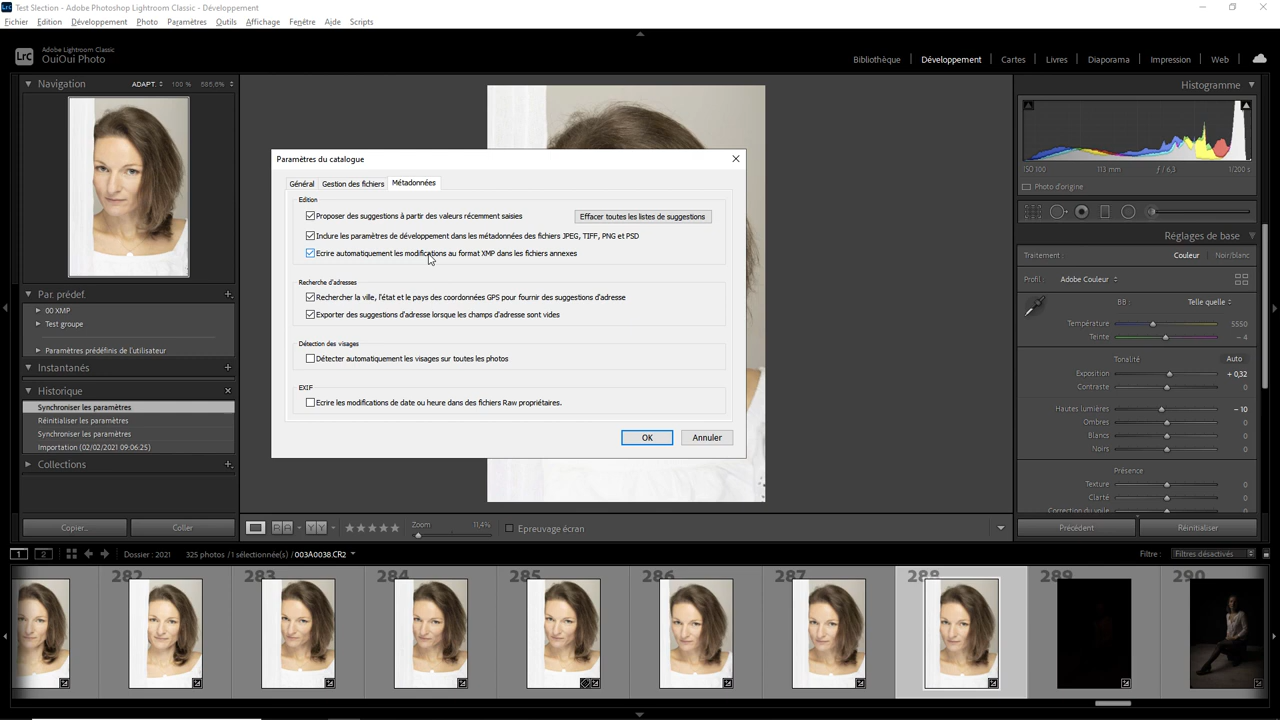 Test Slection - Adobe Photoshop Lightroom Classic - Développement
Fichier Edition Développement Photo Paramètres Outils Affichage Fenêtre Aide Scripts
Lrc
Adobe Lightroom Classic
OuiOui Photo
Bibliothèque | Développement | Cartes | Livres | Diaporama | Impression | Web
Navigation ADAPT. 100 % 585,6%
Histogramme
ISO 100 113 mm ƒ / 6,3 1/200 s
Photo d'origine
Paramètres du catalogue
Général Gestion des fichiers Métadonnées
Edition
Proposer des suggestions à partir des valeurs récemment saisies
Effacer toutes les listes de suggestions
Indure les paramètres de développement dans les métadonnées des fichiers JPEG, TIFF, PNG et PSD
Ecrire automatiquement les modifications au format XMP dans les fichiers annexes
Recherche d'adresses
Rechercher la ville, l'état et le pays des coordonnées GPS pour fournir des suggestions d'adresse
Exporter des suggestions d'adresse lorsque les champs d'adresse sont vides
Détection des visages
Détecter automatiquement les visages sur toutes les photos
EXIF
Ecrire les modifications de date ou heure dans des fichiers Raw propriétaires.
OK Annuler
Par. prédef.
00 XMP
Test groupe
Paramètres prédéfinis de l'utilisateur
Instantanés
Historique
Synchroniser les paramètres
Réinitialiser les paramètres
Synchroniser les paramètres
Importation (02/02/2021 09:06:25)
Collections
Copier... Coller
Réglages de base
Traitement : Couleur Noir/blanc
Profil : Adobe Couleur
BB : Telle quelle
Température 5550
Teinte – 4
Tonalité Auto
Exposition + 0,32
Contraste 0
Hautes lumières – 10
Ombres 0
Blancs 0
Noirs 0
Présence
Texture 0
Clarté 0
Correction du voile 0
Précédent Réinitialiser
Zoom 11,4%
Epreuvage écran
1 2 Dossier : 2021 325 photos / 1 sélectionnée(s) / 003A0038.CR2
Filtre : Filtres désactivés
282 283 284 285 286 287 288 289 290